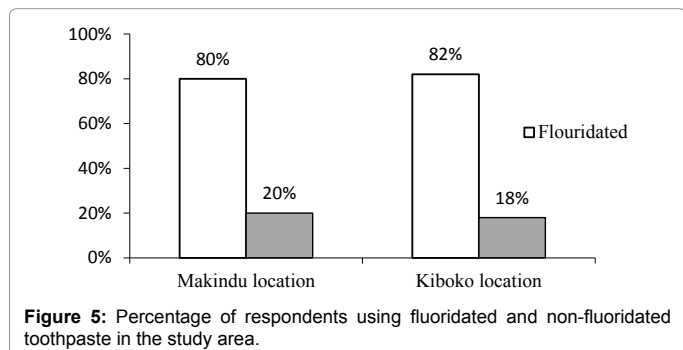 100%
80%
60%
40%
20%
0%
80%
20%
82%
18%
Makindu location
Kiboko location
Flouridated
Figure 5: Percentage of respondents using fluoridated and non-fluoridated
toothpaste in the study area.